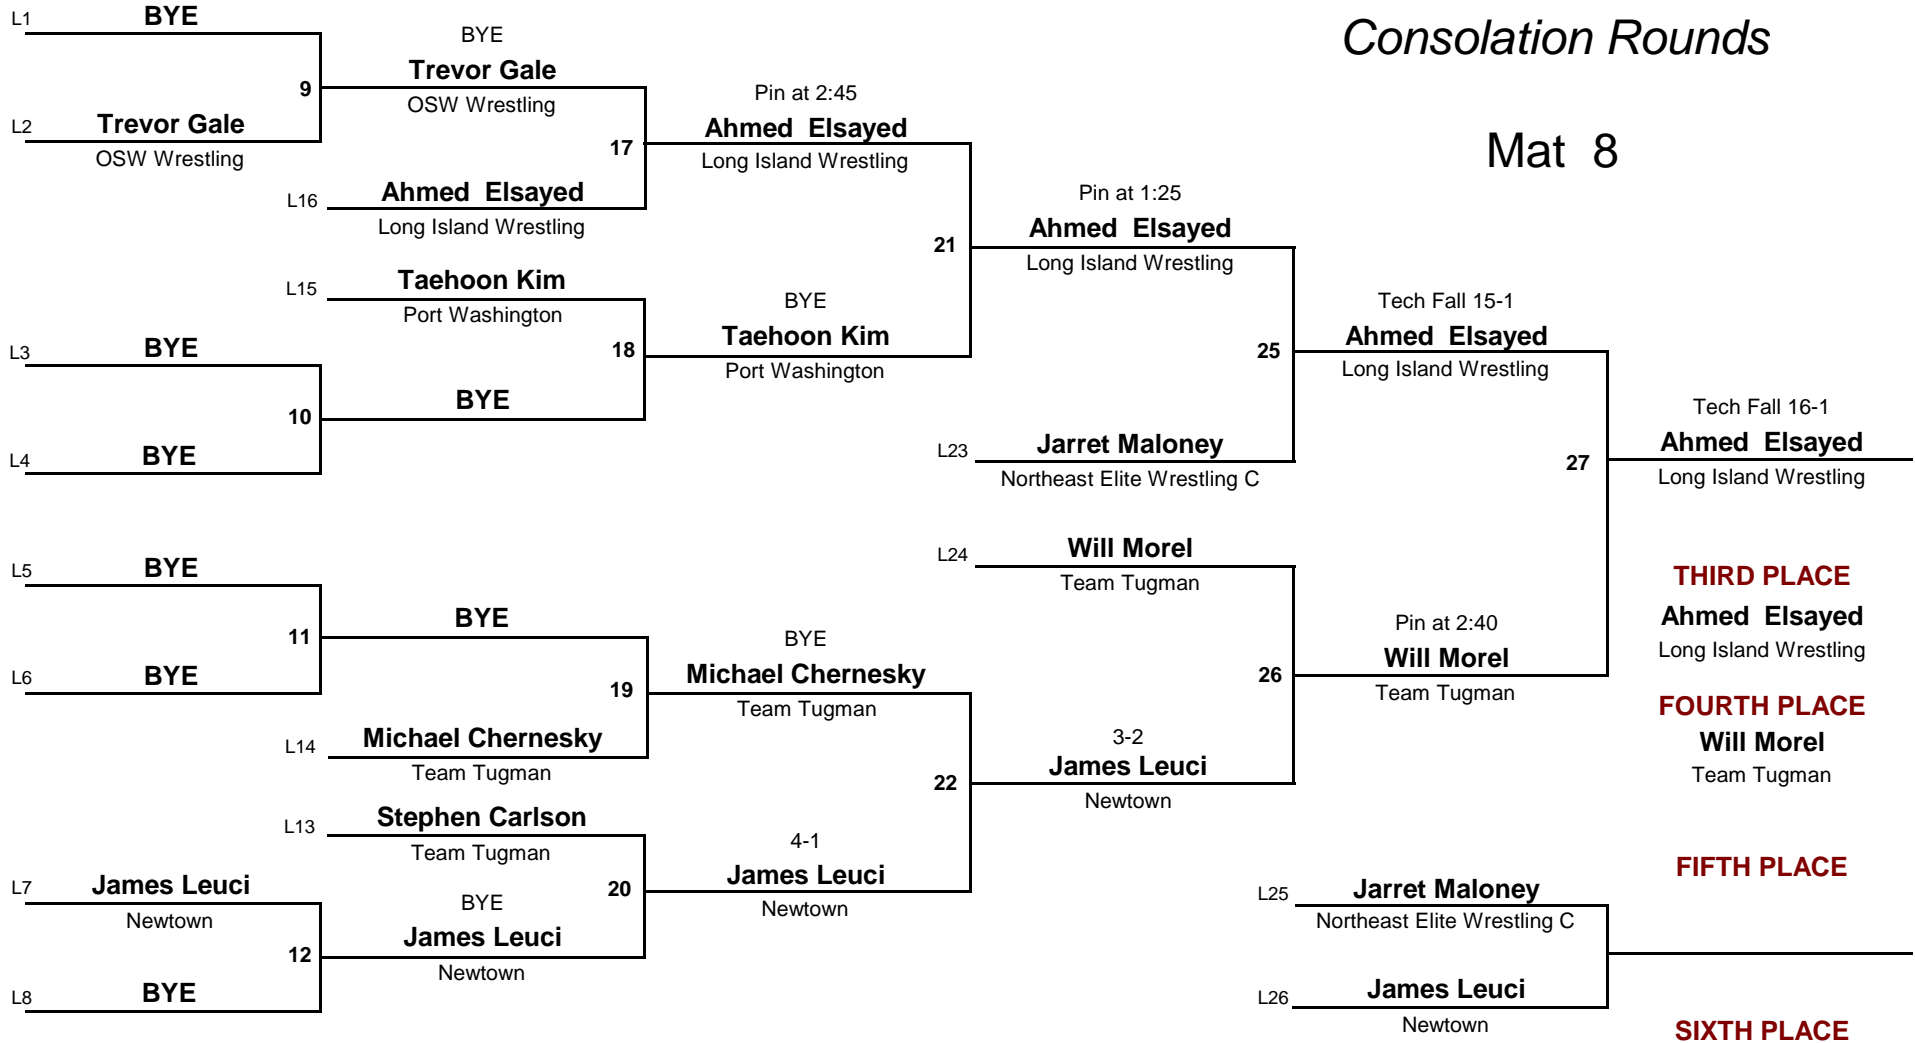 Consolation Rounds
Mat 8
L1
BYE
L2
Trevor Gale
OSW Wrestling
9
BYE
Trevor Gale
OSW Wrestling
L16
Ahmed Elsayed
Long Island Wrestling
17
Pin at 2:45
Ahmed Elsayed
Long Island Wrestling
L15
Taehoon Kim
Port Washington
L3
BYE
L4
BYE
10
BYE
18
BYE
Taehoon Kim
Port Washington
21
Pin at 1:25
Ahmed Elsayed
Long Island Wrestling
L23
Jarret Maloney
Northeast Elite Wrestling C
25
Tech Fall 15-1
Ahmed Elsayed
Long Island Wrestling
27
Tech Fall 16-1
Ahmed Elsayed
Long Island Wrestling
L5
BYE
L6
BYE
11
BYE
L14
Michael Chernesky
Team Tugman
19
BYE
Michael Chernesky
Team Tugman
L13
Stephen Carlson
Team Tugman
L7
James Leuci
Newtown
L8
BYE
12
BYE
James Leuci
Newtown
20
4-1
James Leuci
Newtown
22
3-2
James Leuci
Newtown
L24
Will Morel
Team Tugman
26
Pin at 2:40
Will Morel
Team Tugman
THIRD PLACE
Ahmed Elsayed
Long Island Wrestling
FOURTH PLACE
Will Morel
Team Tugman
L25
Jarret Maloney
Northeast Elite Wrestling C
L26
James Leuci
Newtown
FIFTH PLACE
SIXTH PLACE